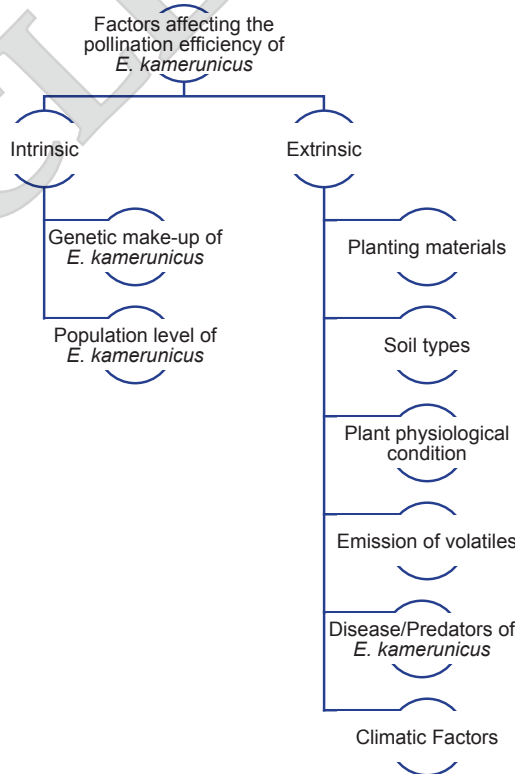 Factors affecting the
pollination efficiency of
E. kamerunicus
Intrinsic
Genetic make-up of
E. kamerunicus
Population level of
E. kamerunicus
Extrinsic
Planting materials
Soil types
Plant physiological
condition
Emission of volatiles
Disease/Predators of
E. kamerunicus
Climatic Factors